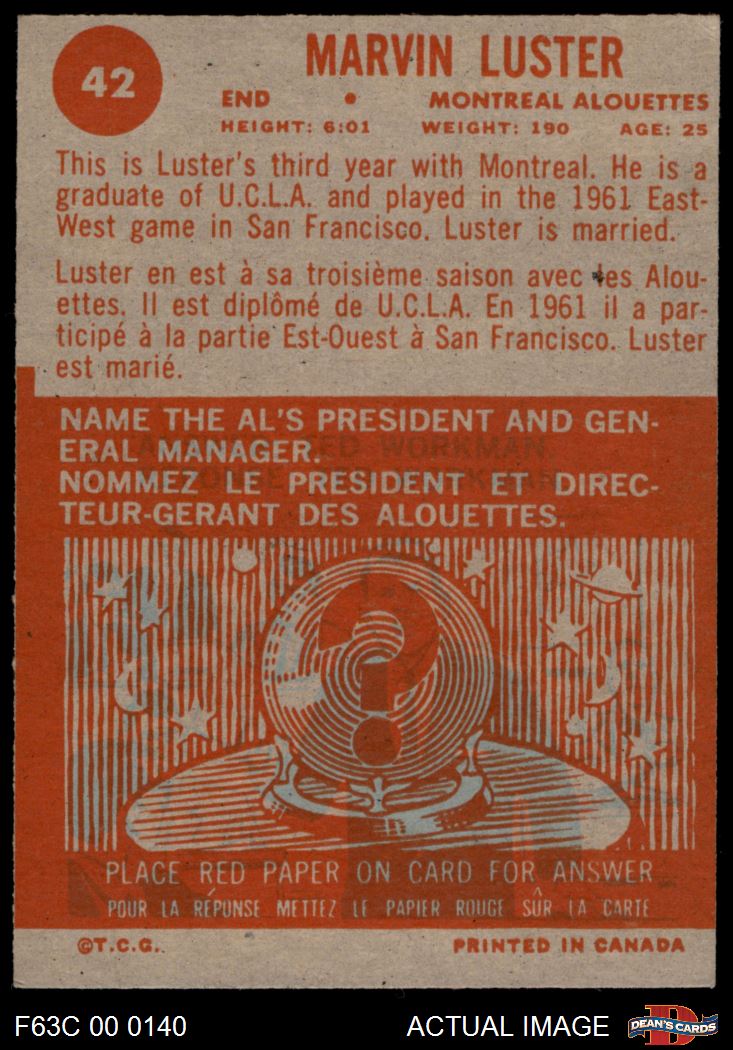 42
MARVIN LUSTER
END • MONTREAL ALOUETTES
HEIGHT: 6:01 WEIGHT: 190 AGE: 25
This is Luster's third year with Montreal. He is a
graduate of U.C.L.A. and played in the 1961 East-
West game in San Francisco. Luster is married.
Luster en est à sa troisième saison avec les Alou-
ettes. Il est diplômé de U.C.L.A. En 1961 il a par-
ticipé à la partie Est-Ouest à San Francisco. Luster
est marié.
NAME THE AL'S PRESIDENT AND GEN-
ERAL MANAGER.
TED WORKMAN.
NOMMEZ LE PRESIDENT ET DIREC-
TEUR-GERANT DES ALOUETTES.
?
PLACE RED PAPER ON CARD FOR ANSWER
POUR LA RÉPONSE METTEZ LE PAPIER ROUGE SÛR LA CARTE
©T.C.G. PRINTED IN CANADA
F63C 00 0140 ACTUAL IMAGE
DEAN'S CARDS